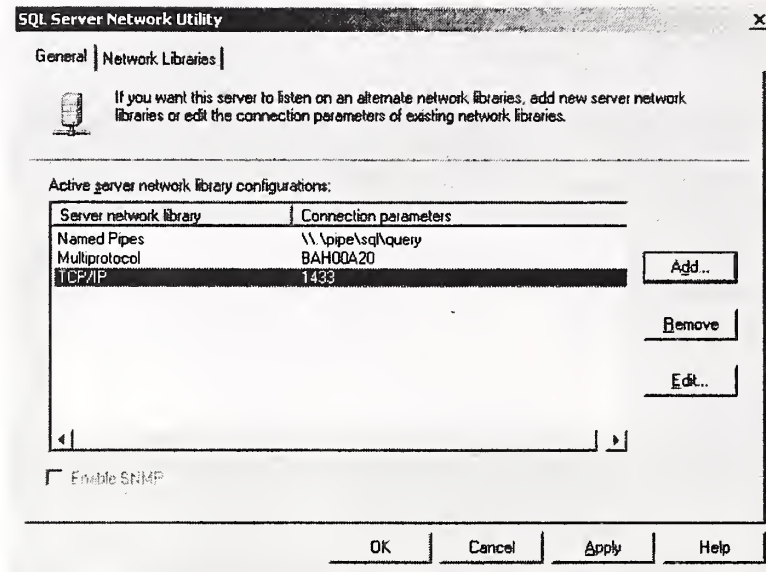 SQL Server Network Utility
General Network Libraries
If you want this server to listen on an alternate network libraries, add new server network
libraries or edit the connection parameters of existing network libraries.
Active server network library configurations:
Server network library Connection parameters
Named Pipes \\.\pipe\sql\query
Multiprotocol BAH00A20
TCP/IP 1433
Add...
Remove
Edit...
Enable SNMP
OK Cancel Apply Help